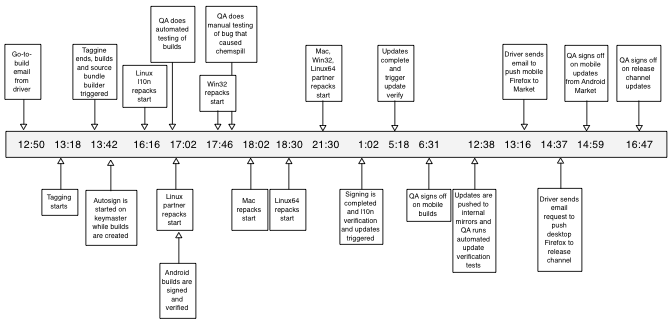 Go-to-
build email
from
driver
Taggine
ends, builds
and source
bundle
builder
triggered
Linux
l10n
repacks
start
QA does
automated
testing of
builds
QA does
manual testing
of bug that
caused
chemspill
Win32
repacks
start
Mac,
Win32,
Linux64
partner
repacks
start
Updates
complete and
trigger
update
verify
Driver sends
email to
push mobile
Firefox to
Market
QA signs off
on mobile
updates
from Android
Market
QA signs off
on release
channel
updates
12:50 13:18 13:42 16:16 17:02 17:46 18:02 18:30 21:30 1:02 5:18 6:31 12:38 13:16 14:37 14:59 16:47
Tagging
starts
Autosign is
started on
keymaster
while builds
are created
Linux
partner
repacks
start
Android
builds are
signed
and
verified
Mac
repacks
start
Linux64
repacks
start
Signing is
completed
and l10n
verification
and updates
triggered
QA signs off
on mobile
builds
Updates are
pushed to
internal
mirrors and
QA runs
automated
update
verification
tests
Driver sends
email
request to
push
desktop
Firefox to
release
channel